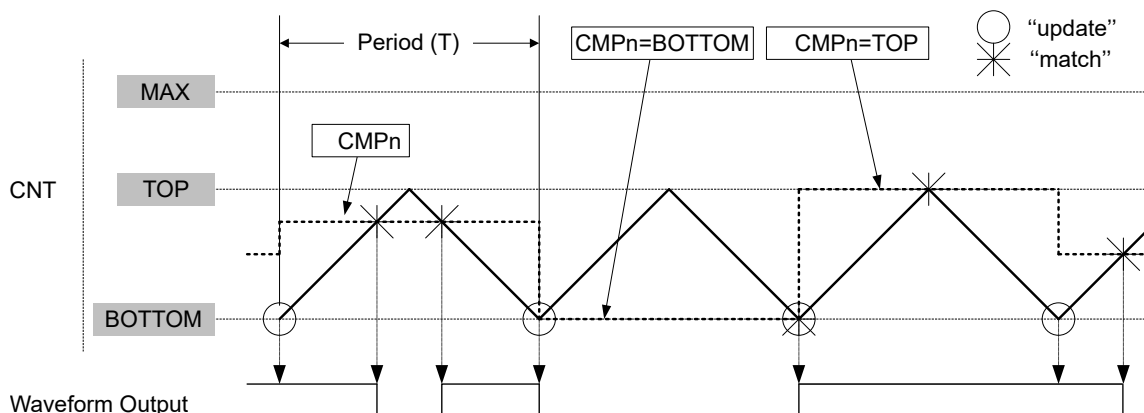 Period (T)
CMPn=BOTTOM
CMPn=TOP
“update”
“match”
MAX
CMPn
CNT
TOP
BOTTOM
Waveform Output